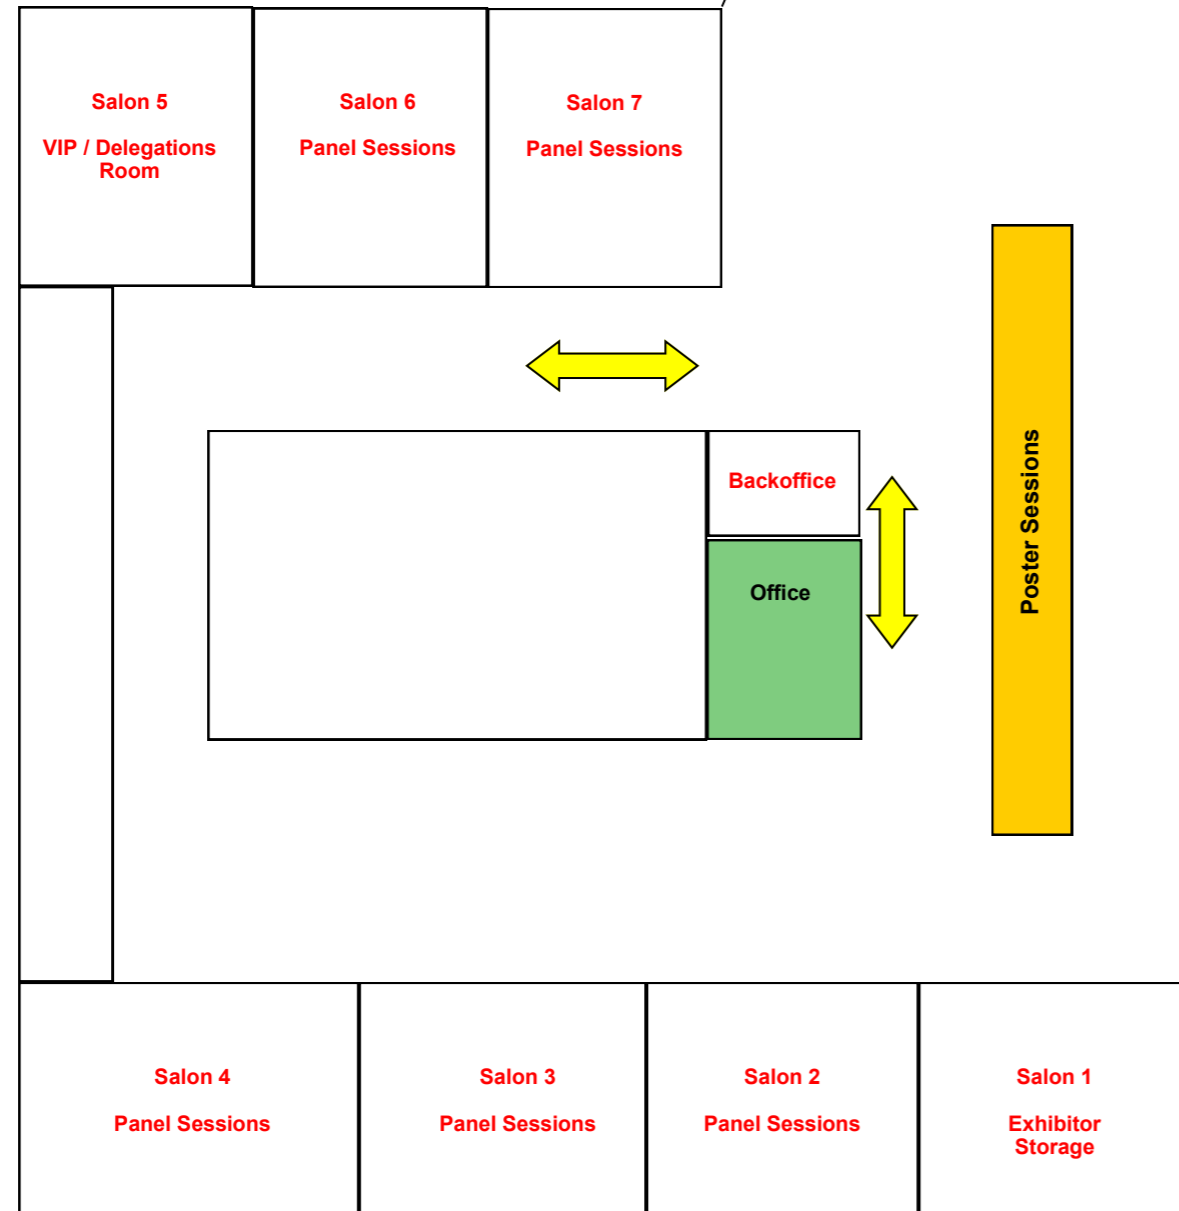 Salon 5
VIP / Delegations
Room
Salon 6
Panel Sessions
Salon 7
Panel Sessions
Backoffice
Office
Poster Sessions
Salon 4
Panel Sessions
Salon 3
Panel Sessions
Salon 2
Panel Sessions
Salon 1
Exhibitor
Storage